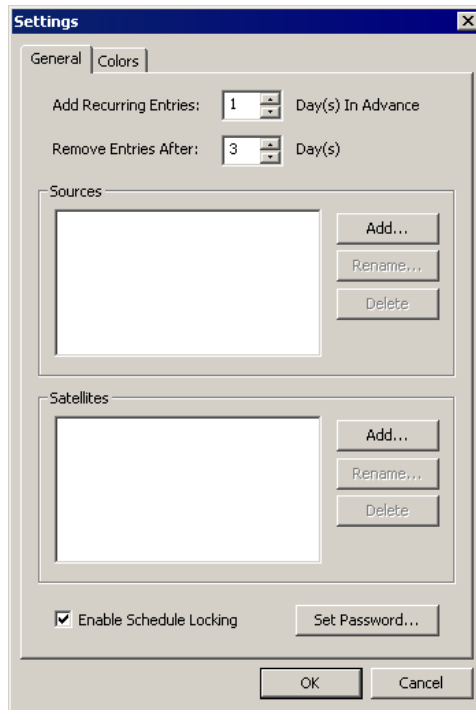 Settings
General Colors
Add Recurring Entries: 1 Day(s) In Advance
Remove Entries After: 3 Day(s)
Sources
Add...
Rename...
Delete
Satellites
Add...
Rename...
Delete
Enable Schedule Locking Set Password...
OK Cancel